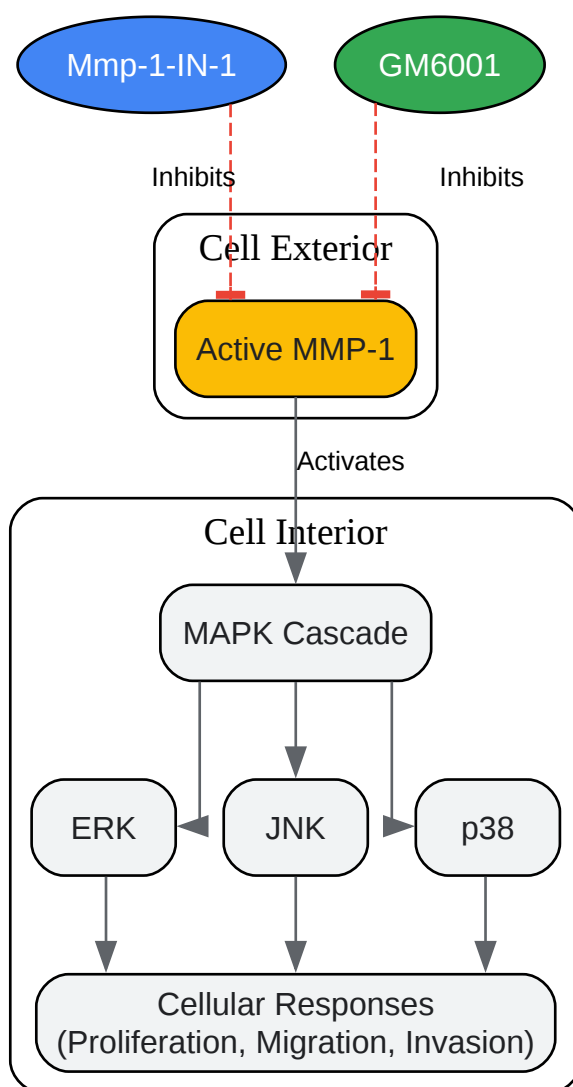 Mmp-1-IN-1
GM6001
Inhibits
Inhibits
Cell Exterior
Active MMP-1
Activates
Cell Interior
MAPK Cascade
ERK
JNK
p38
Cellular Responses
(Proliferation, Migration, Invasion)